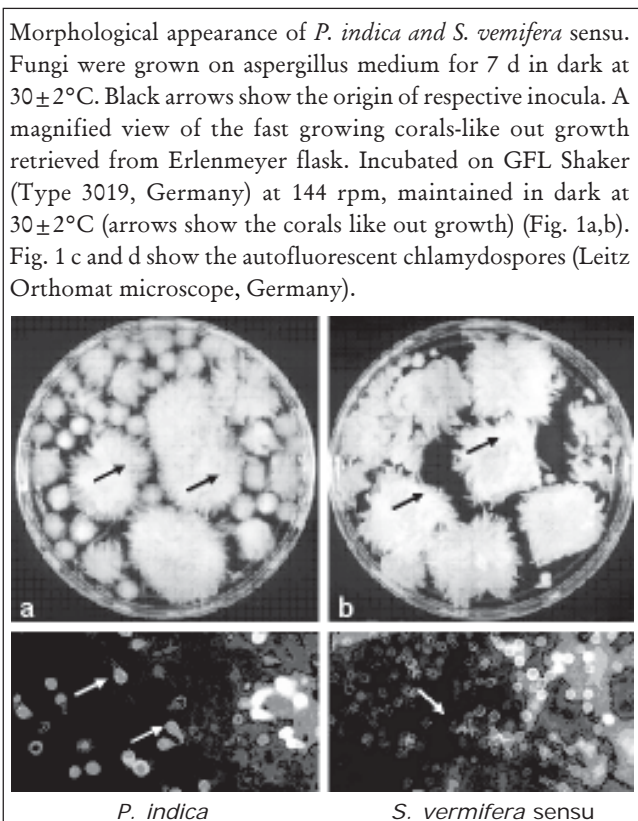 Morphological appearance of P. indica and S. vemifera sensu.
Fungi were grown on aspergillus medium for 7 d in dark at
30±2°C. Black arrows show the origin of respective inocula. A
magnified view of the fast growing corals-like out growth
retrieved from Erlenmeyer flask. Incubated on GFL Shaker
(Type 3019, Germany) at 144 rpm, maintained in dark at
30±2°C (arrows show the corals like out growth) (Fig. 1a,b).
Fig. 1 c and d show the autofluorescent chlamydospores (Leitz
Orthomat microscope, Germany).
a b
P. indica S. vermifera sensu